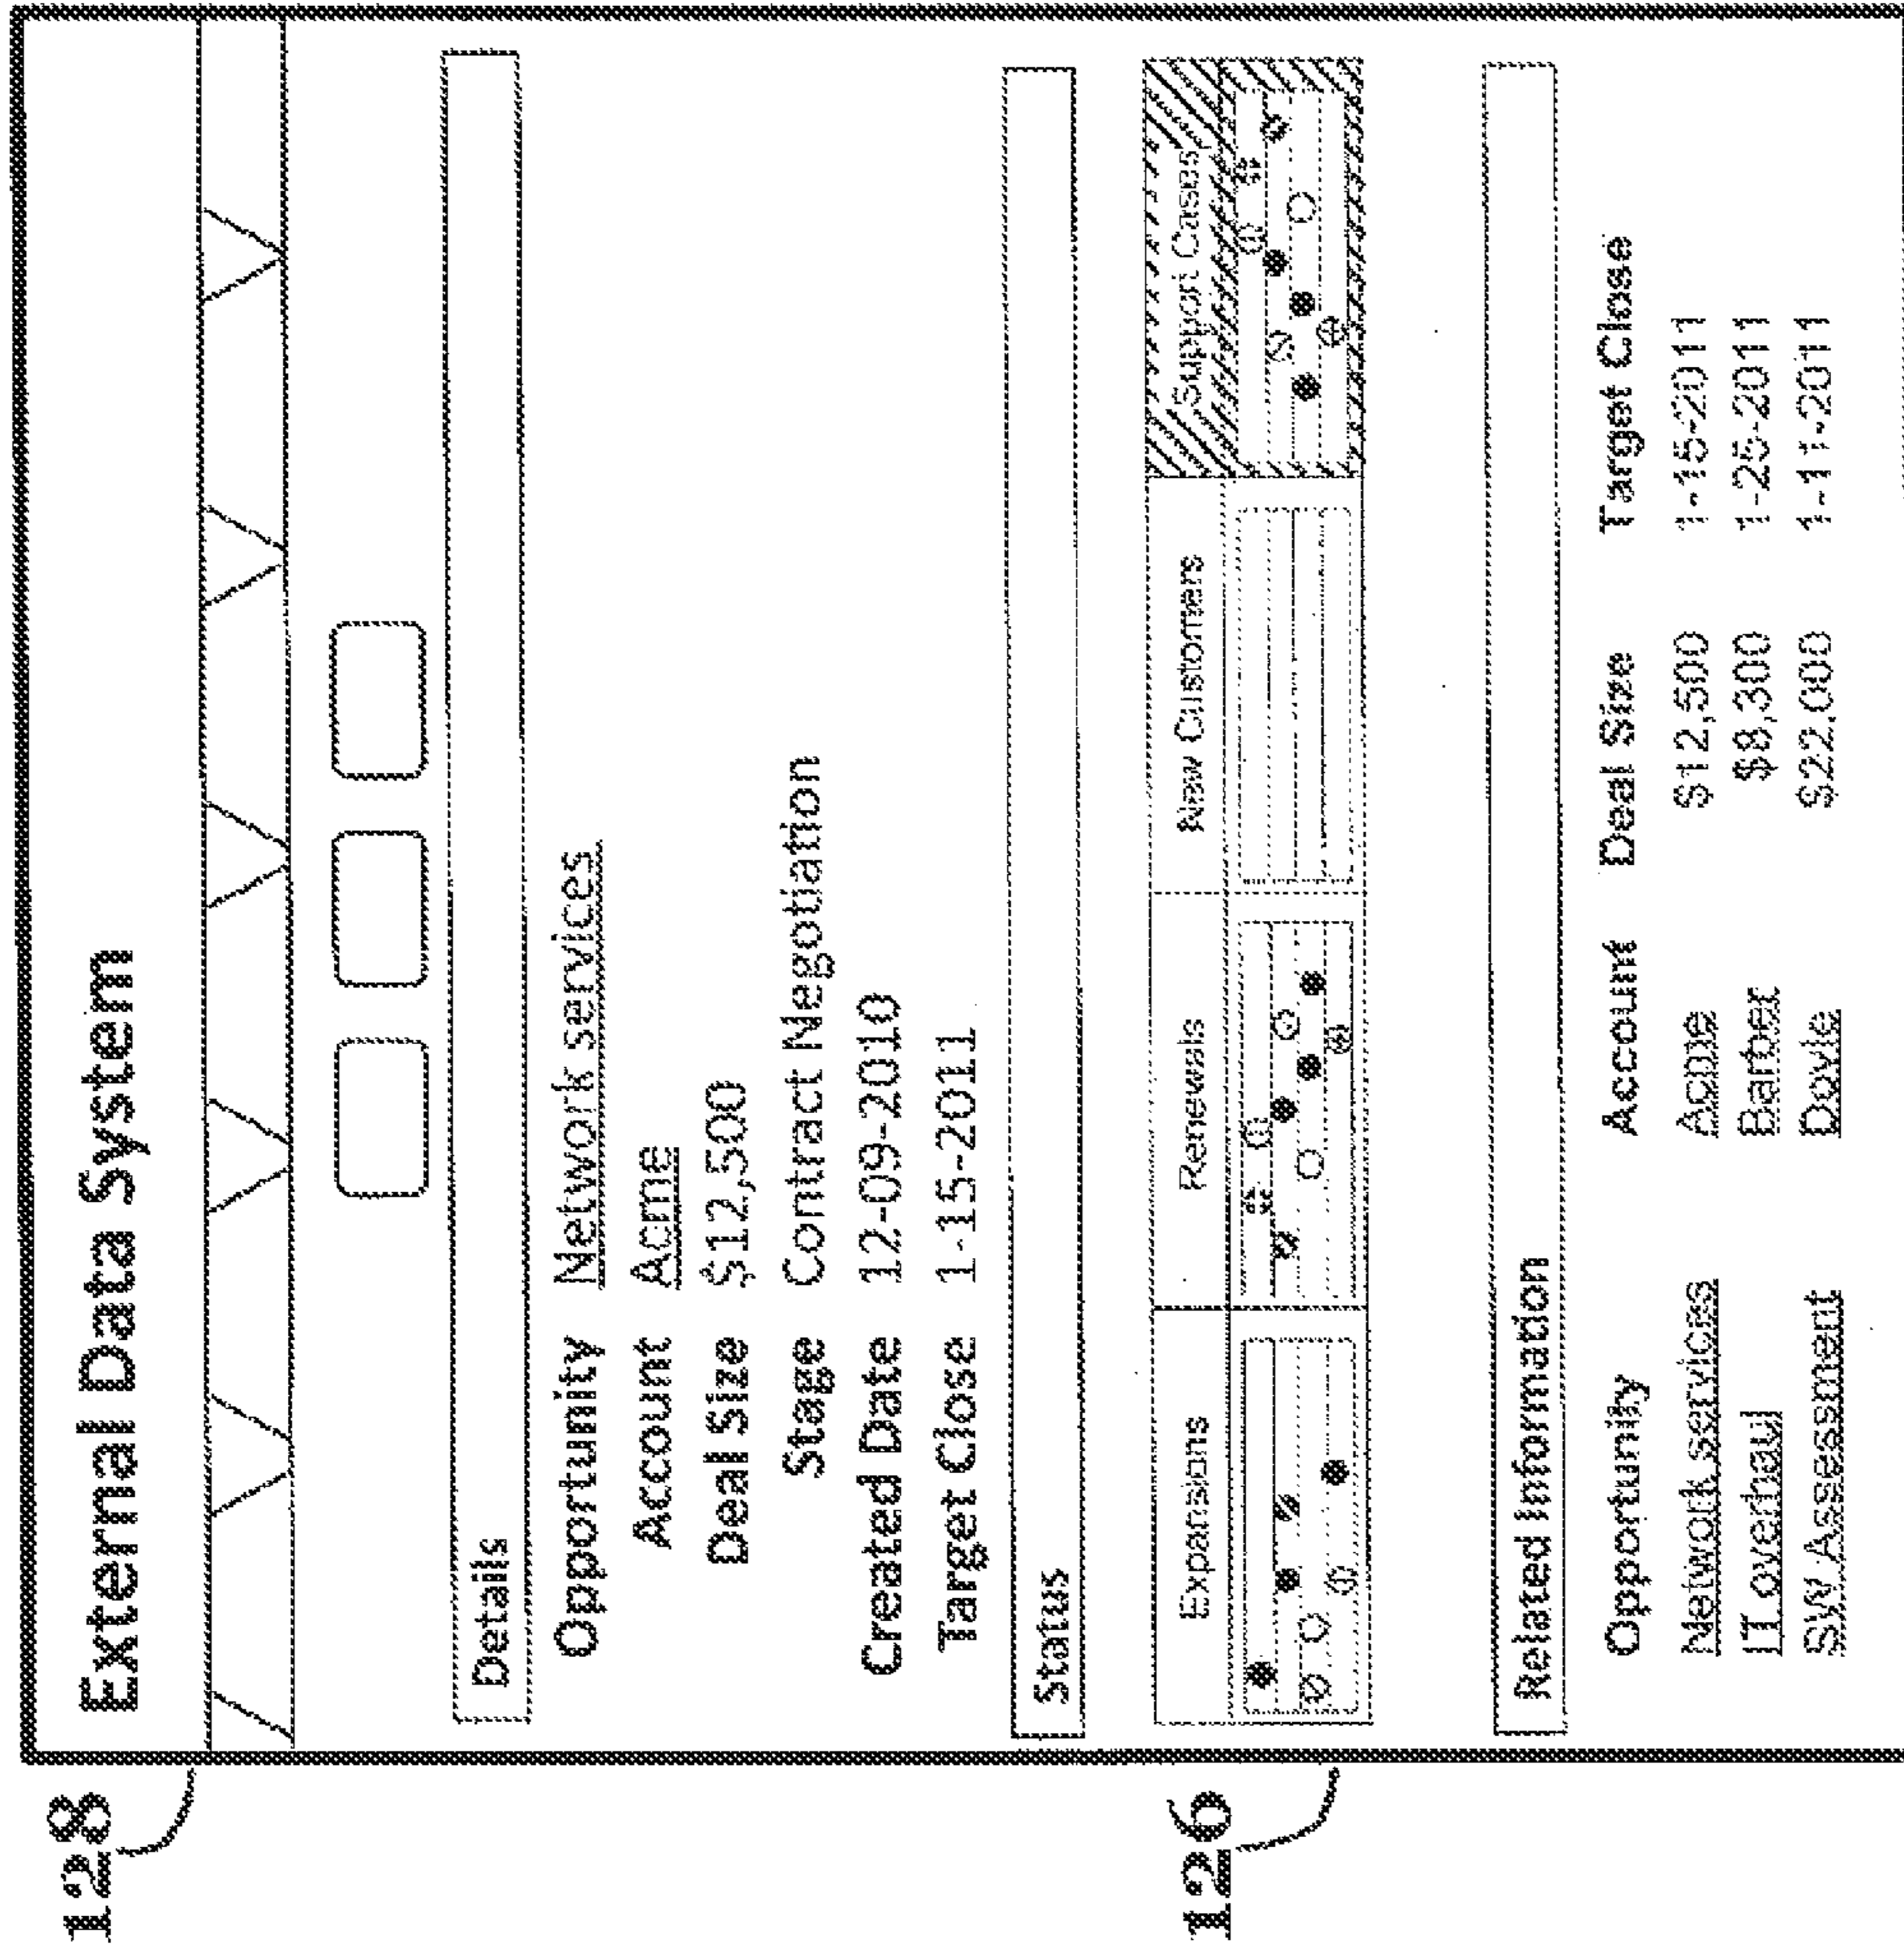 128
External Data System
Details
Opportunity Network services
Account Acme
Deal Size $12,500
Stage Contract Negotiation
Created Date 12-09-2010
Target Close 1-15-2011
Status
126
Expansions Renewals New Customers Support Cases
Related Information
Opportunity Account Deal Size Target Close
Network services Acme $12,500 1-15-2011
IT overhaul Barber $8,300 1-25-2011
SW Assessment Doyle $22,000 1-11-2011